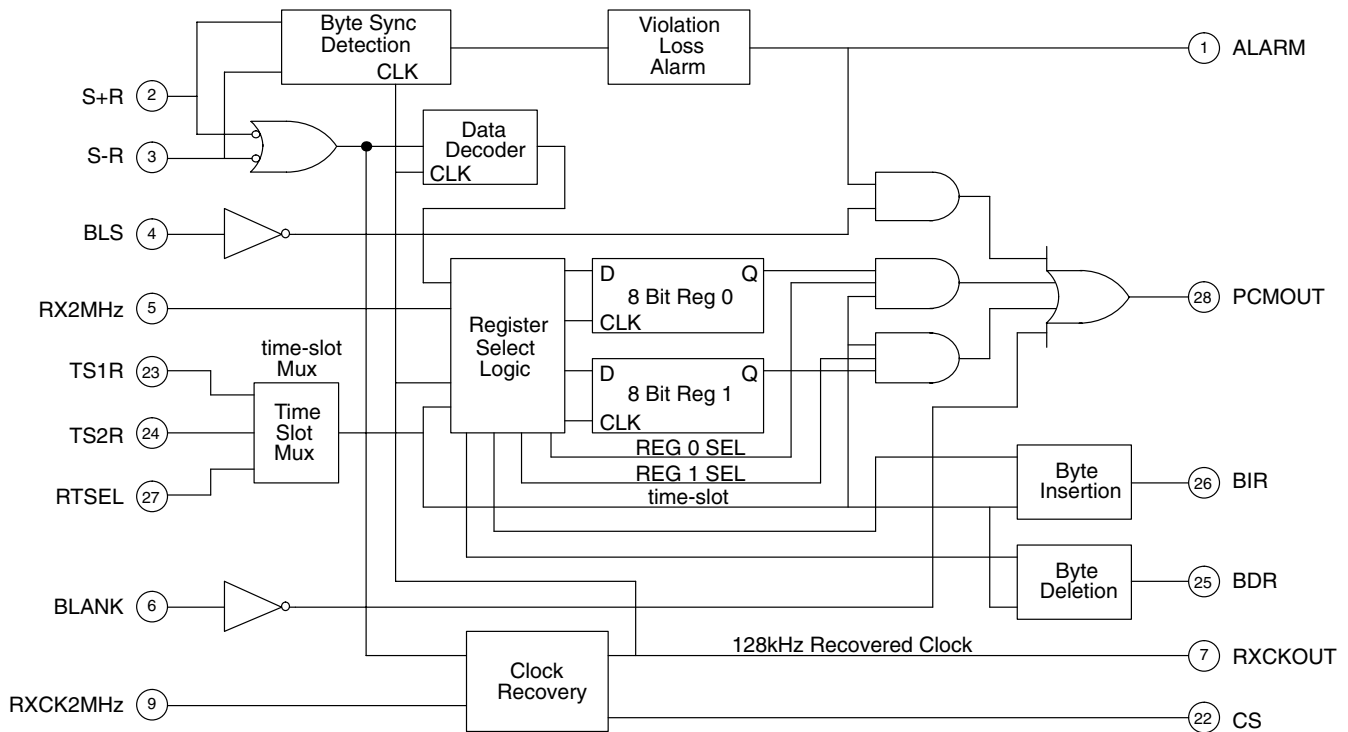 Byte Sync
Detection
CLK
Violation
Loss
Alarm
1
ALARM
S+R
2
S-R
3
Data
Decoder
CLK
BLS
4
RX2MHz
5
Register
Select
Logic
D
Q
8 Bit Reg 0
CLK
D
Q
8 Bit Reg 1
CLK
28
PCMOUT
time-slot
Mux
TS1R
23
TS2R
24
RTSEL
27
Time
Slot
Mux
REG 0 SEL
REG 1 SEL
time-slot
Byte
Insertion
26
BIR
Byte
Deletion
25
BDR
BLANK
6
128kHz Recovered Clock
7
RXCKOUT
Clock
Recovery
RXCK2MHz
9
22
CS